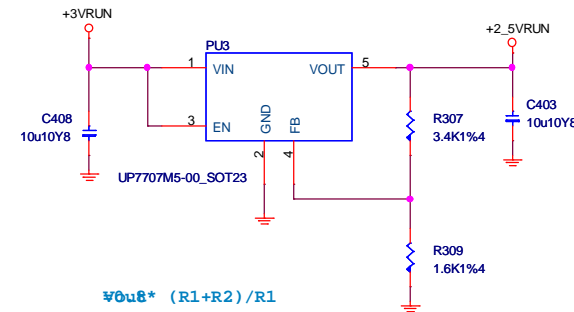 +3VRUN
+2_5VRUN
PU3
1 VIN
VOUT 5
3 EN
GND
FB
2
4
C408
10u10Y8
C403
10u10Y8
R307
3.4K1%4
UP7707M5-00_SOT23
R309
1.6K1%4
* (R1+R2)/R1